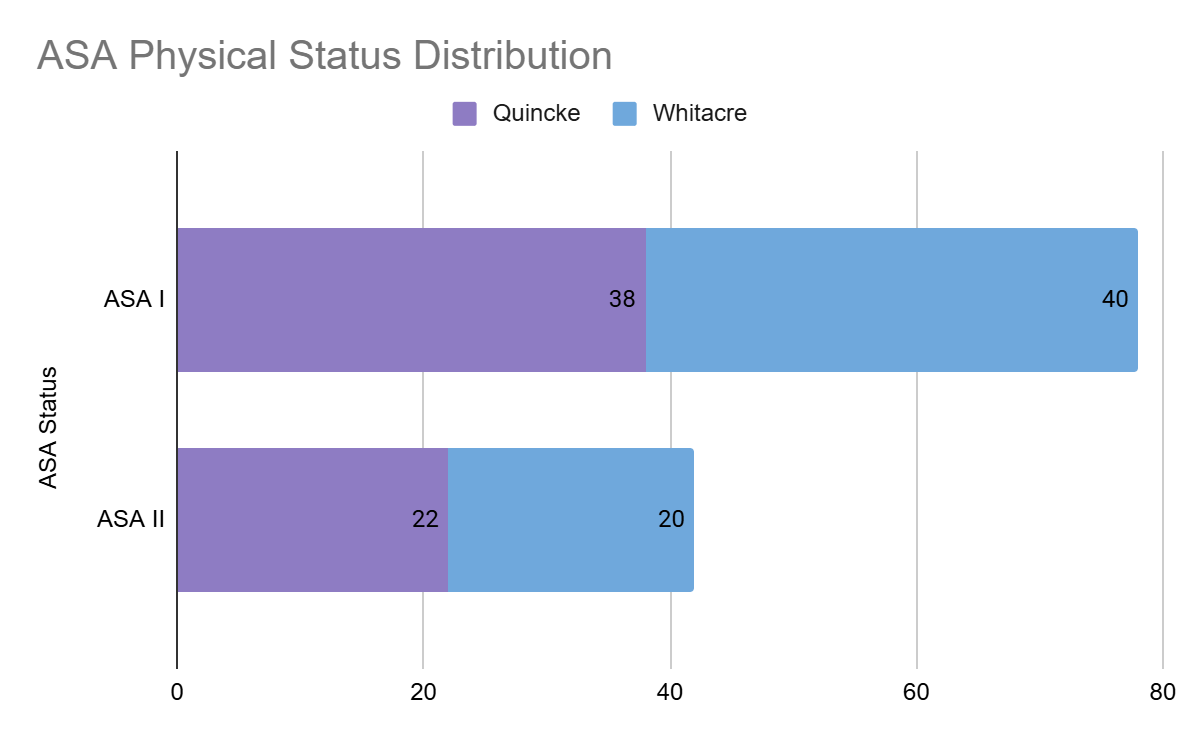 ASA Physical Status Distribution
Quincke Whitacre
ASA I 38 40
ASA Status
ASA II 22 20
0 20 40 60 80